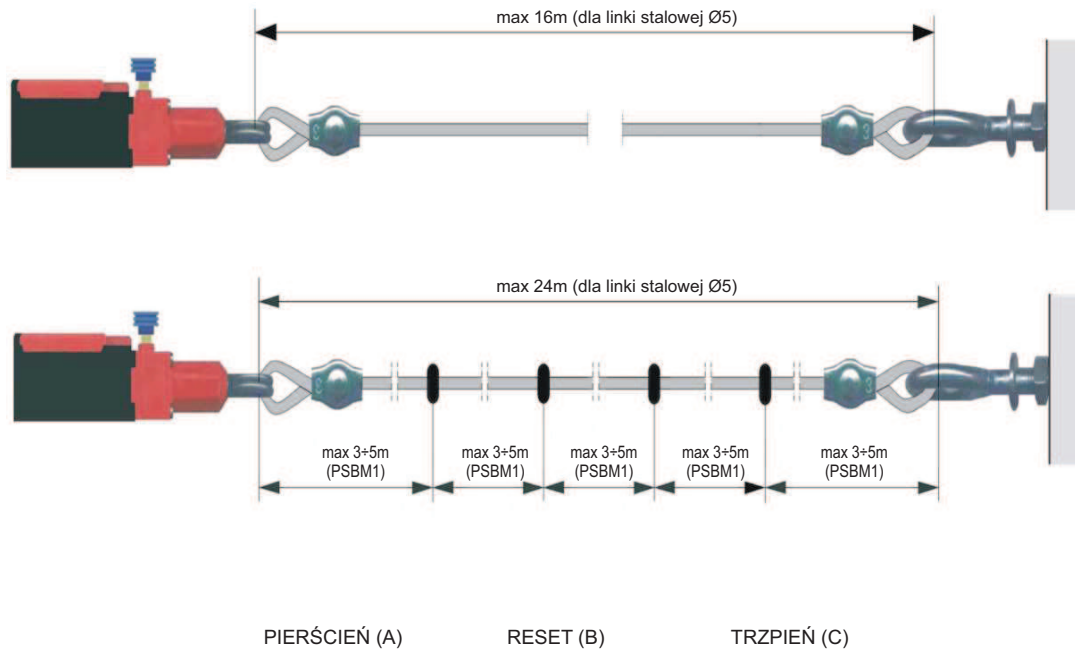 max 16m (dla linki stalowej Ø5)
max 24m (dla linki stalowej Ø5)
max 3÷5m
(PSBM1)
max 3÷5m
(PSBM1)
max 3÷5m
(PSBM1)
max 3÷5m
(PSBM1)
max 3÷5m
(PSBM1)
PIERŚCIEŃ (A) RESET (B) TRZPIEŃ (C)